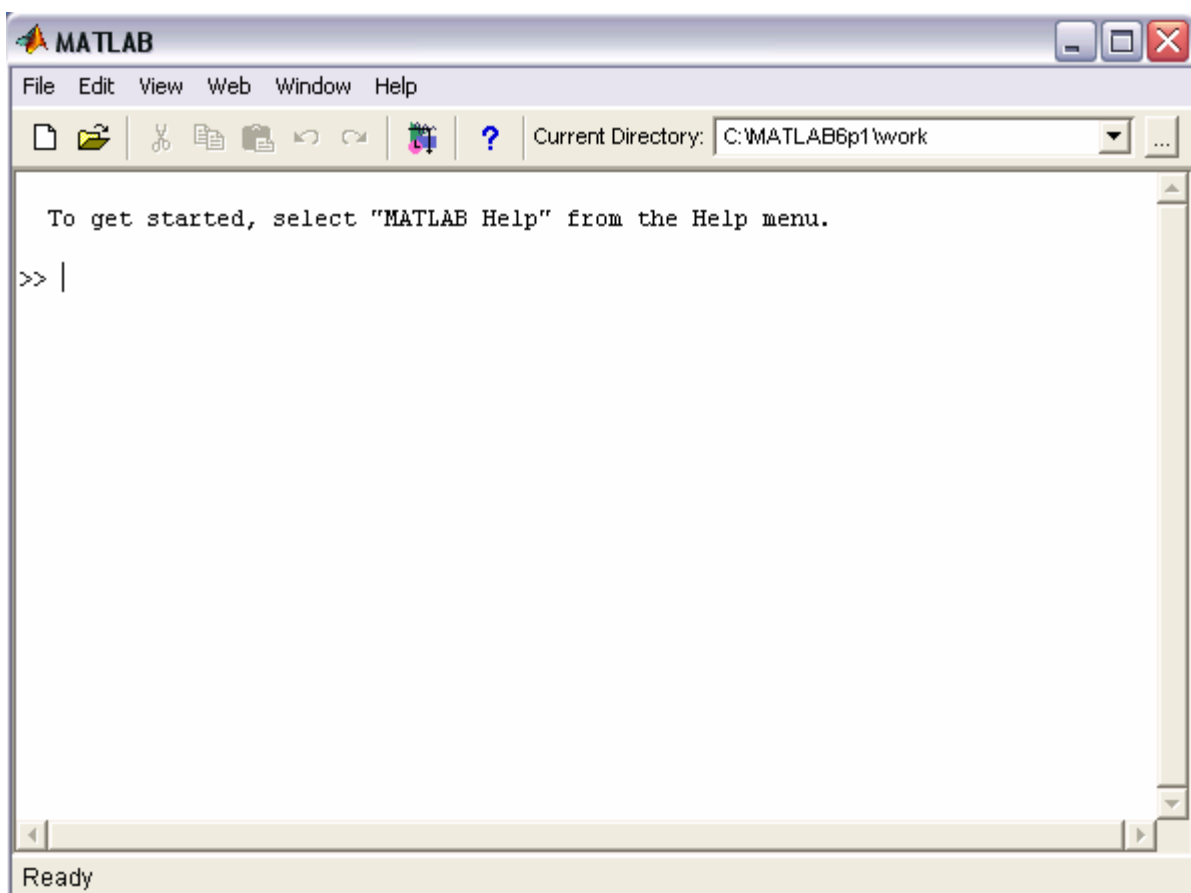 MATLAB
File Edit View Web Window Help
? Current Directory: C:\MATLAB6p1\work ...
To get started, select "MATLAB Help" from the Help menu.
>>
Ready